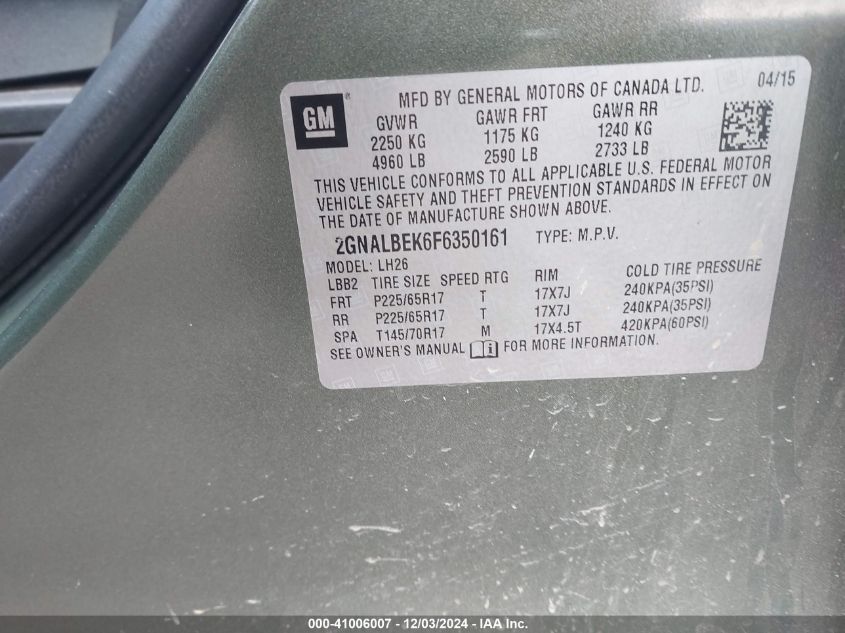 GM ®
MFD BY GENERAL MOTORS OF CANADA LTD. 04/15
GVWR GAWR FRT GAWR RR
2250 KG 1175 KG 1240 KG
4960 LB 2590 LB 2733 LB
THIS VEHICLE CONFORMS TO ALL APPLICABLE U.S. FEDERAL MOTOR
VEHICLE SAFETY AND THEFT PREVENTION STANDARDS IN EFFECT ON
THE DATE OF MANUFACTURE SHOWN ABOVE.
2GNALBEK6F6350161 TYPE: M.P.V.
MODEL: LH26
LBB2 TIRE SIZE SPEED RTG RIM COLD TIRE PRESSURE
FRT P225/65R17 T 17X7J 240KPA(35PSI)
RR P225/65R17 T 17X7J 240KPA(35PSI)
SPA T145/70R17 M 17X4.5T 420KPA(60PSI)
SEE OWNER'S MANUAL FOR MORE INFORMATION.
000-41006007 - 12/03/2024 - IAA Inc.